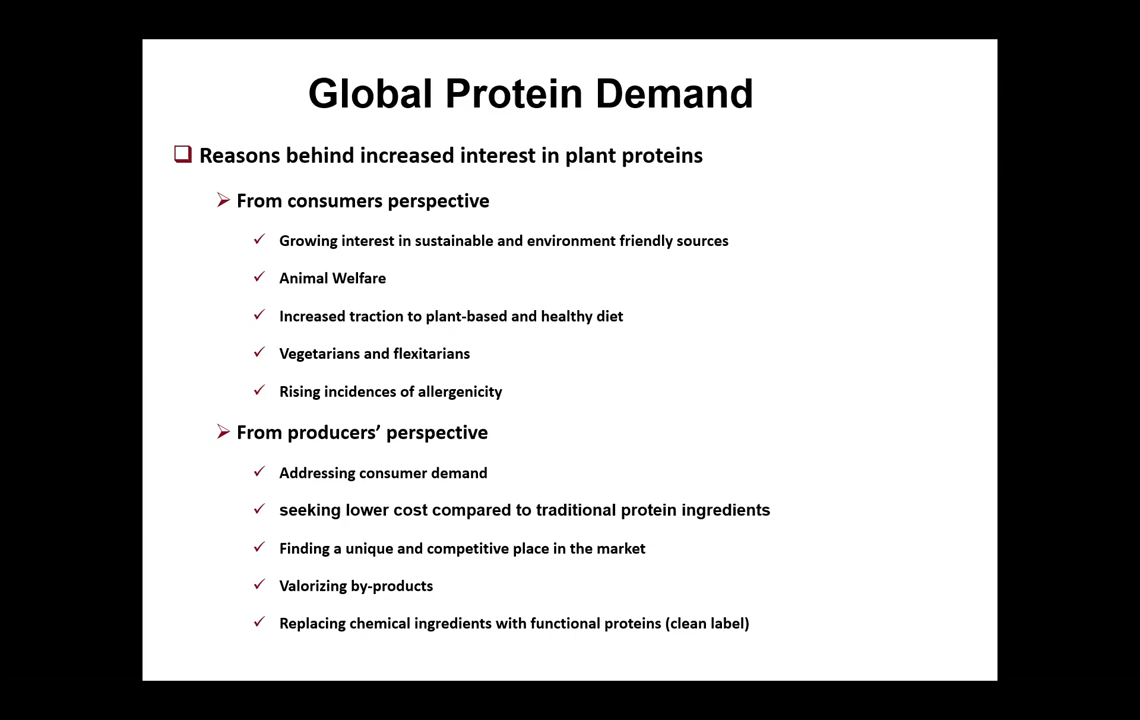 Global Protein Demand
Reasons behind increased interest in plant proteins
From consumers perspective
Growing interest in sustainable and environment friendly sources
Animal Welfare
Increased traction to plant-based and healthy diet
Vegetarians and flexitarians
Rising incidences of allergenicity
From producers’ perspective
Addressing consumer demand
seeking lower cost compared to traditional protein ingredients
Finding a unique and competitive place in the market
Valorizing by-products
Replacing chemical ingredients with functional proteins (clean label)